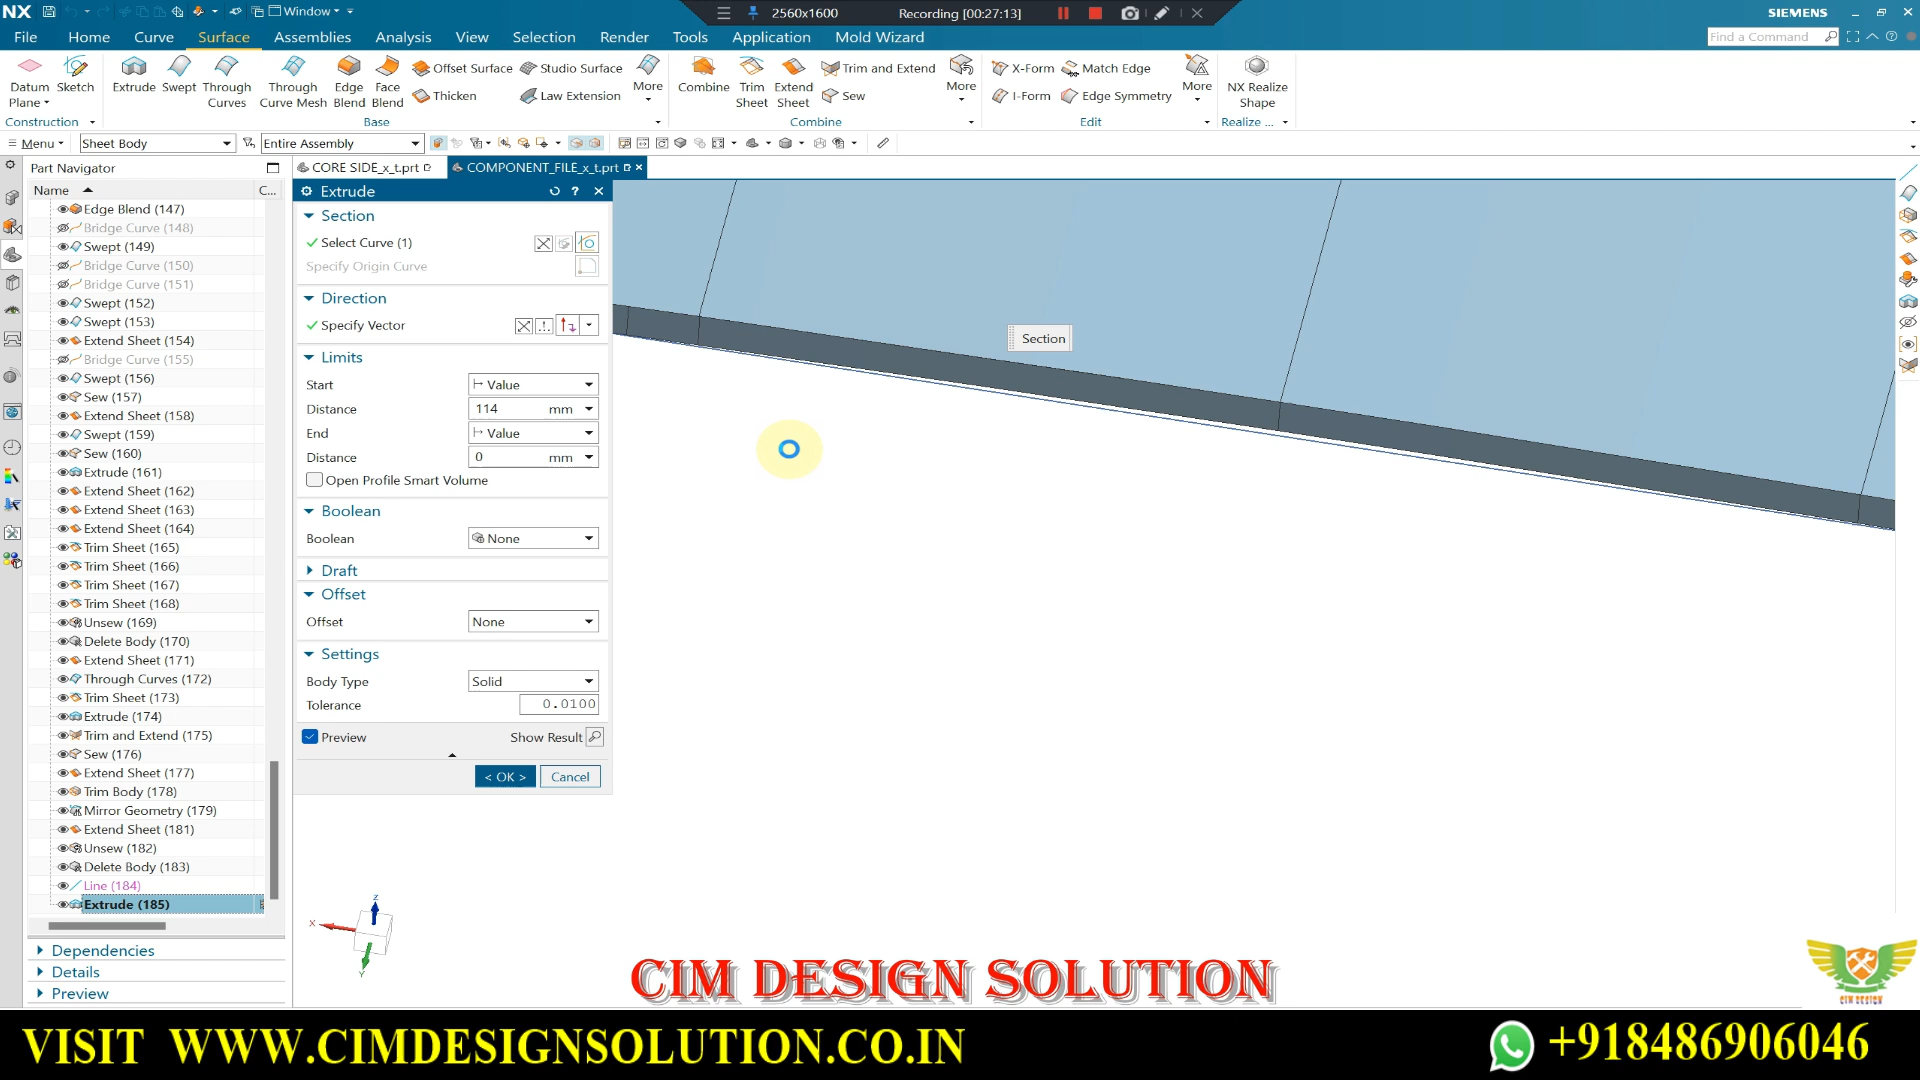 NX Window 2560x1600 Recording [00:27:13] SIEMENS
File Home Curve Surface Assemblies Analysis View Selection Render Tools Application Mold Wizard Find a Command
Datum Plane Sketch Extrude Swept Through Curves Through Curve Mesh Edge Blend Face Blend Offset Surface Studio Surface More Combine Trim Sheet Extend Sheet Trim and Extend More X-Form Match Edge More NX Realize Shape
Thicken Law Extension Sew I-Form Edge Symmetry
Construction Base Combine Edit Realize ...
Menu Sheet Body Entire Assembly
Part Navigator CORE SIDE_x_t.prt COMPONENT_FILE_x_t.prt
Name C...
Edge Blend (147)
Bridge Curve (148)
Swept (149)
Bridge Curve (150)
Bridge Curve (151)
Swept (152)
Swept (153)
Extend Sheet (154)
Bridge Curve (155)
Swept (156)
Sew (157)
Extend Sheet (158)
Swept (159)
Sew (160)
Extrude (161)
Extend Sheet (162)
Extend Sheet (163)
Extend Sheet (164)
Trim Sheet (165)
Trim Sheet (166)
Trim Sheet (167)
Trim Sheet (168)
Unsew (169)
Delete Body (170)
Extend Sheet (171)
Through Curves (172)
Trim Sheet (173)
Extrude (174)
Trim and Extend (175)
Sew (176)
Extend Sheet (177)
Trim Body (178)
Mirror Geometry (179)
Extend Sheet (181)
Unsew (182)
Delete Body (183)
Line (184)
Extrude (185)
Dependencies
Details
Preview
Extrude
Section
Select Curve (1)
Specify Origin Curve
Direction
Specify Vector
Limits
Start Value
Distance 114 mm
End Value
Distance 0 mm
Open Profile Smart Volume
Boolean
Boolean None
Draft
Offset
Offset None
Settings
Body Type Solid
Tolerance 0.0100
Preview Show Result
< OK > Cancel
Section
Z
X
Y
CIM DESIGN SOLUTION
CIM DESIGN
VISIT WWW.CIMDESIGNSOLUTION.CO.IN +918486906046